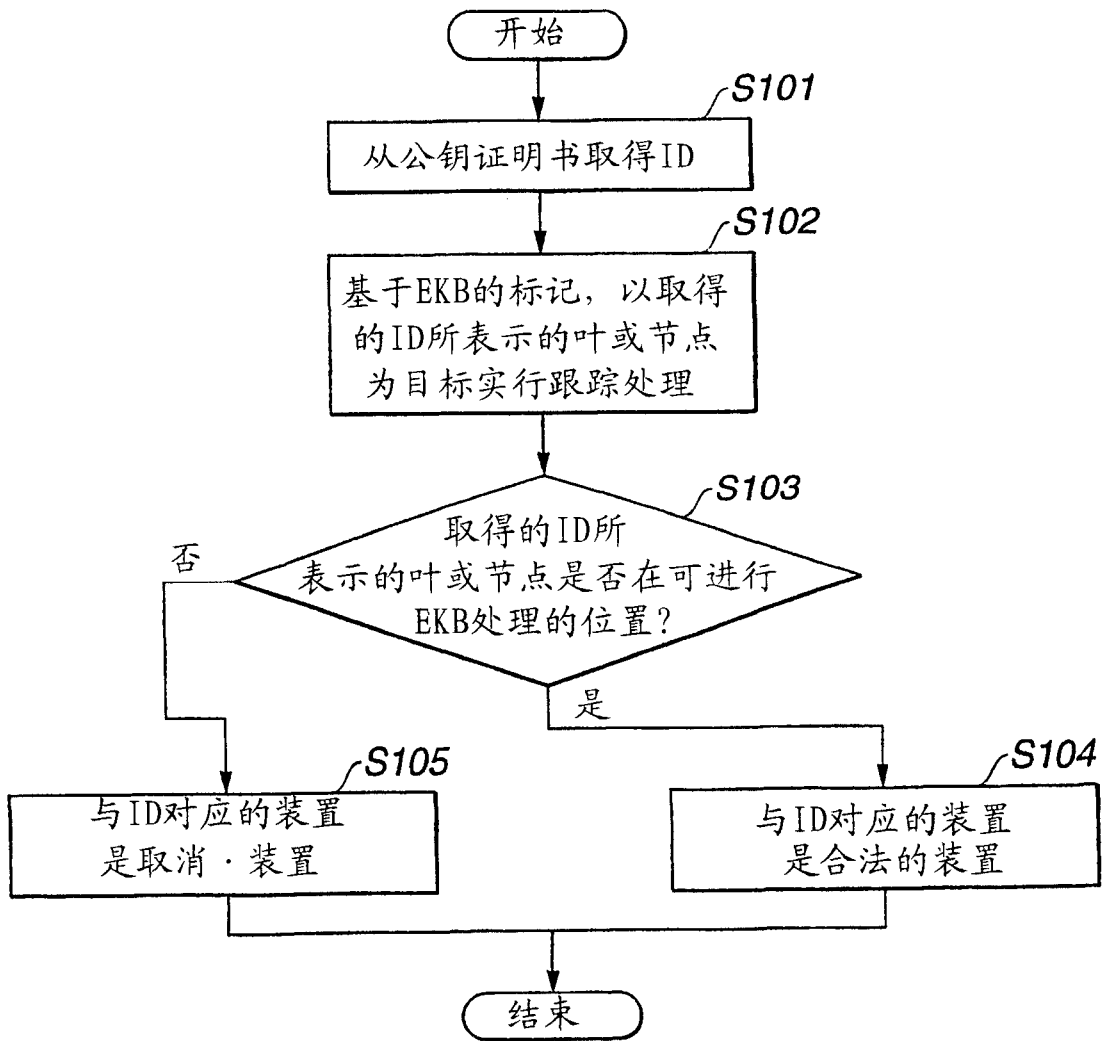 开始
S101
从公钥证明书取得ID
S102
基于EKB的标记，以取得
的ID所表示的叶或节点
为目标实行跟踪处理
S103
取得的ID所
表示的叶或节点是否在可进行
EKB处理的位置？
否
是
S105
与ID对应的装置
是取消·装置
S104
与ID对应的装置
是合法的装置
结束